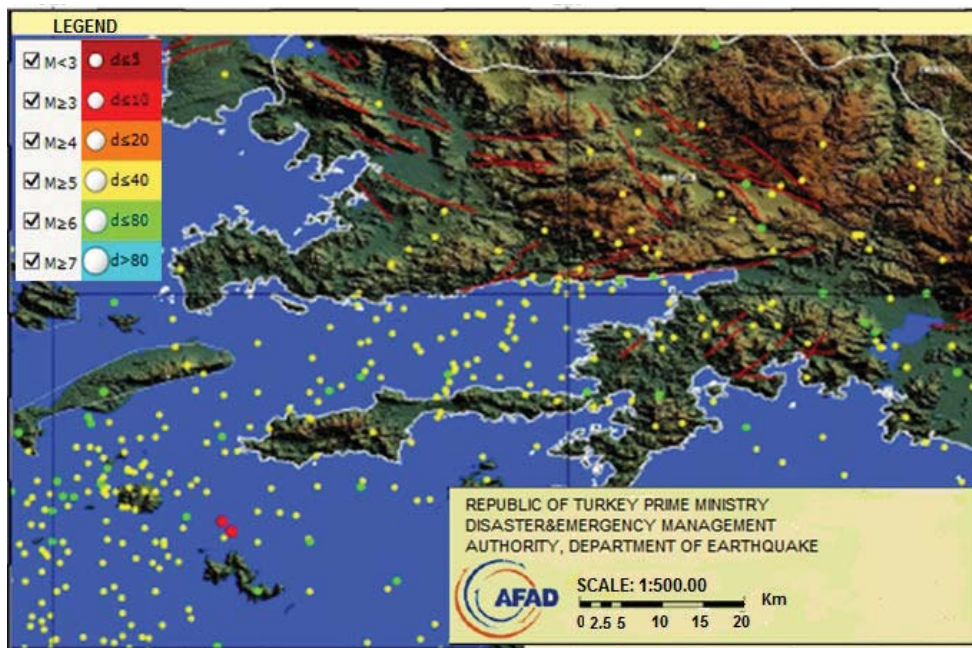 LEGEND
M<3 d≤5
M≥3 d≤10
M≥4 d≤20
M≥5 d≤40
M≥6 d≤80
M≥7 d>80
REPUBLIC OF TURKEY PRIME MINISTRY
DISASTER&EMERGENCY MANAGEMENT
AUTHORITY, DEPARTMENT OF EARTHQUAKE
AFAD
SCALE: 1:500.00
Km
0 2.5 5 10 15 20